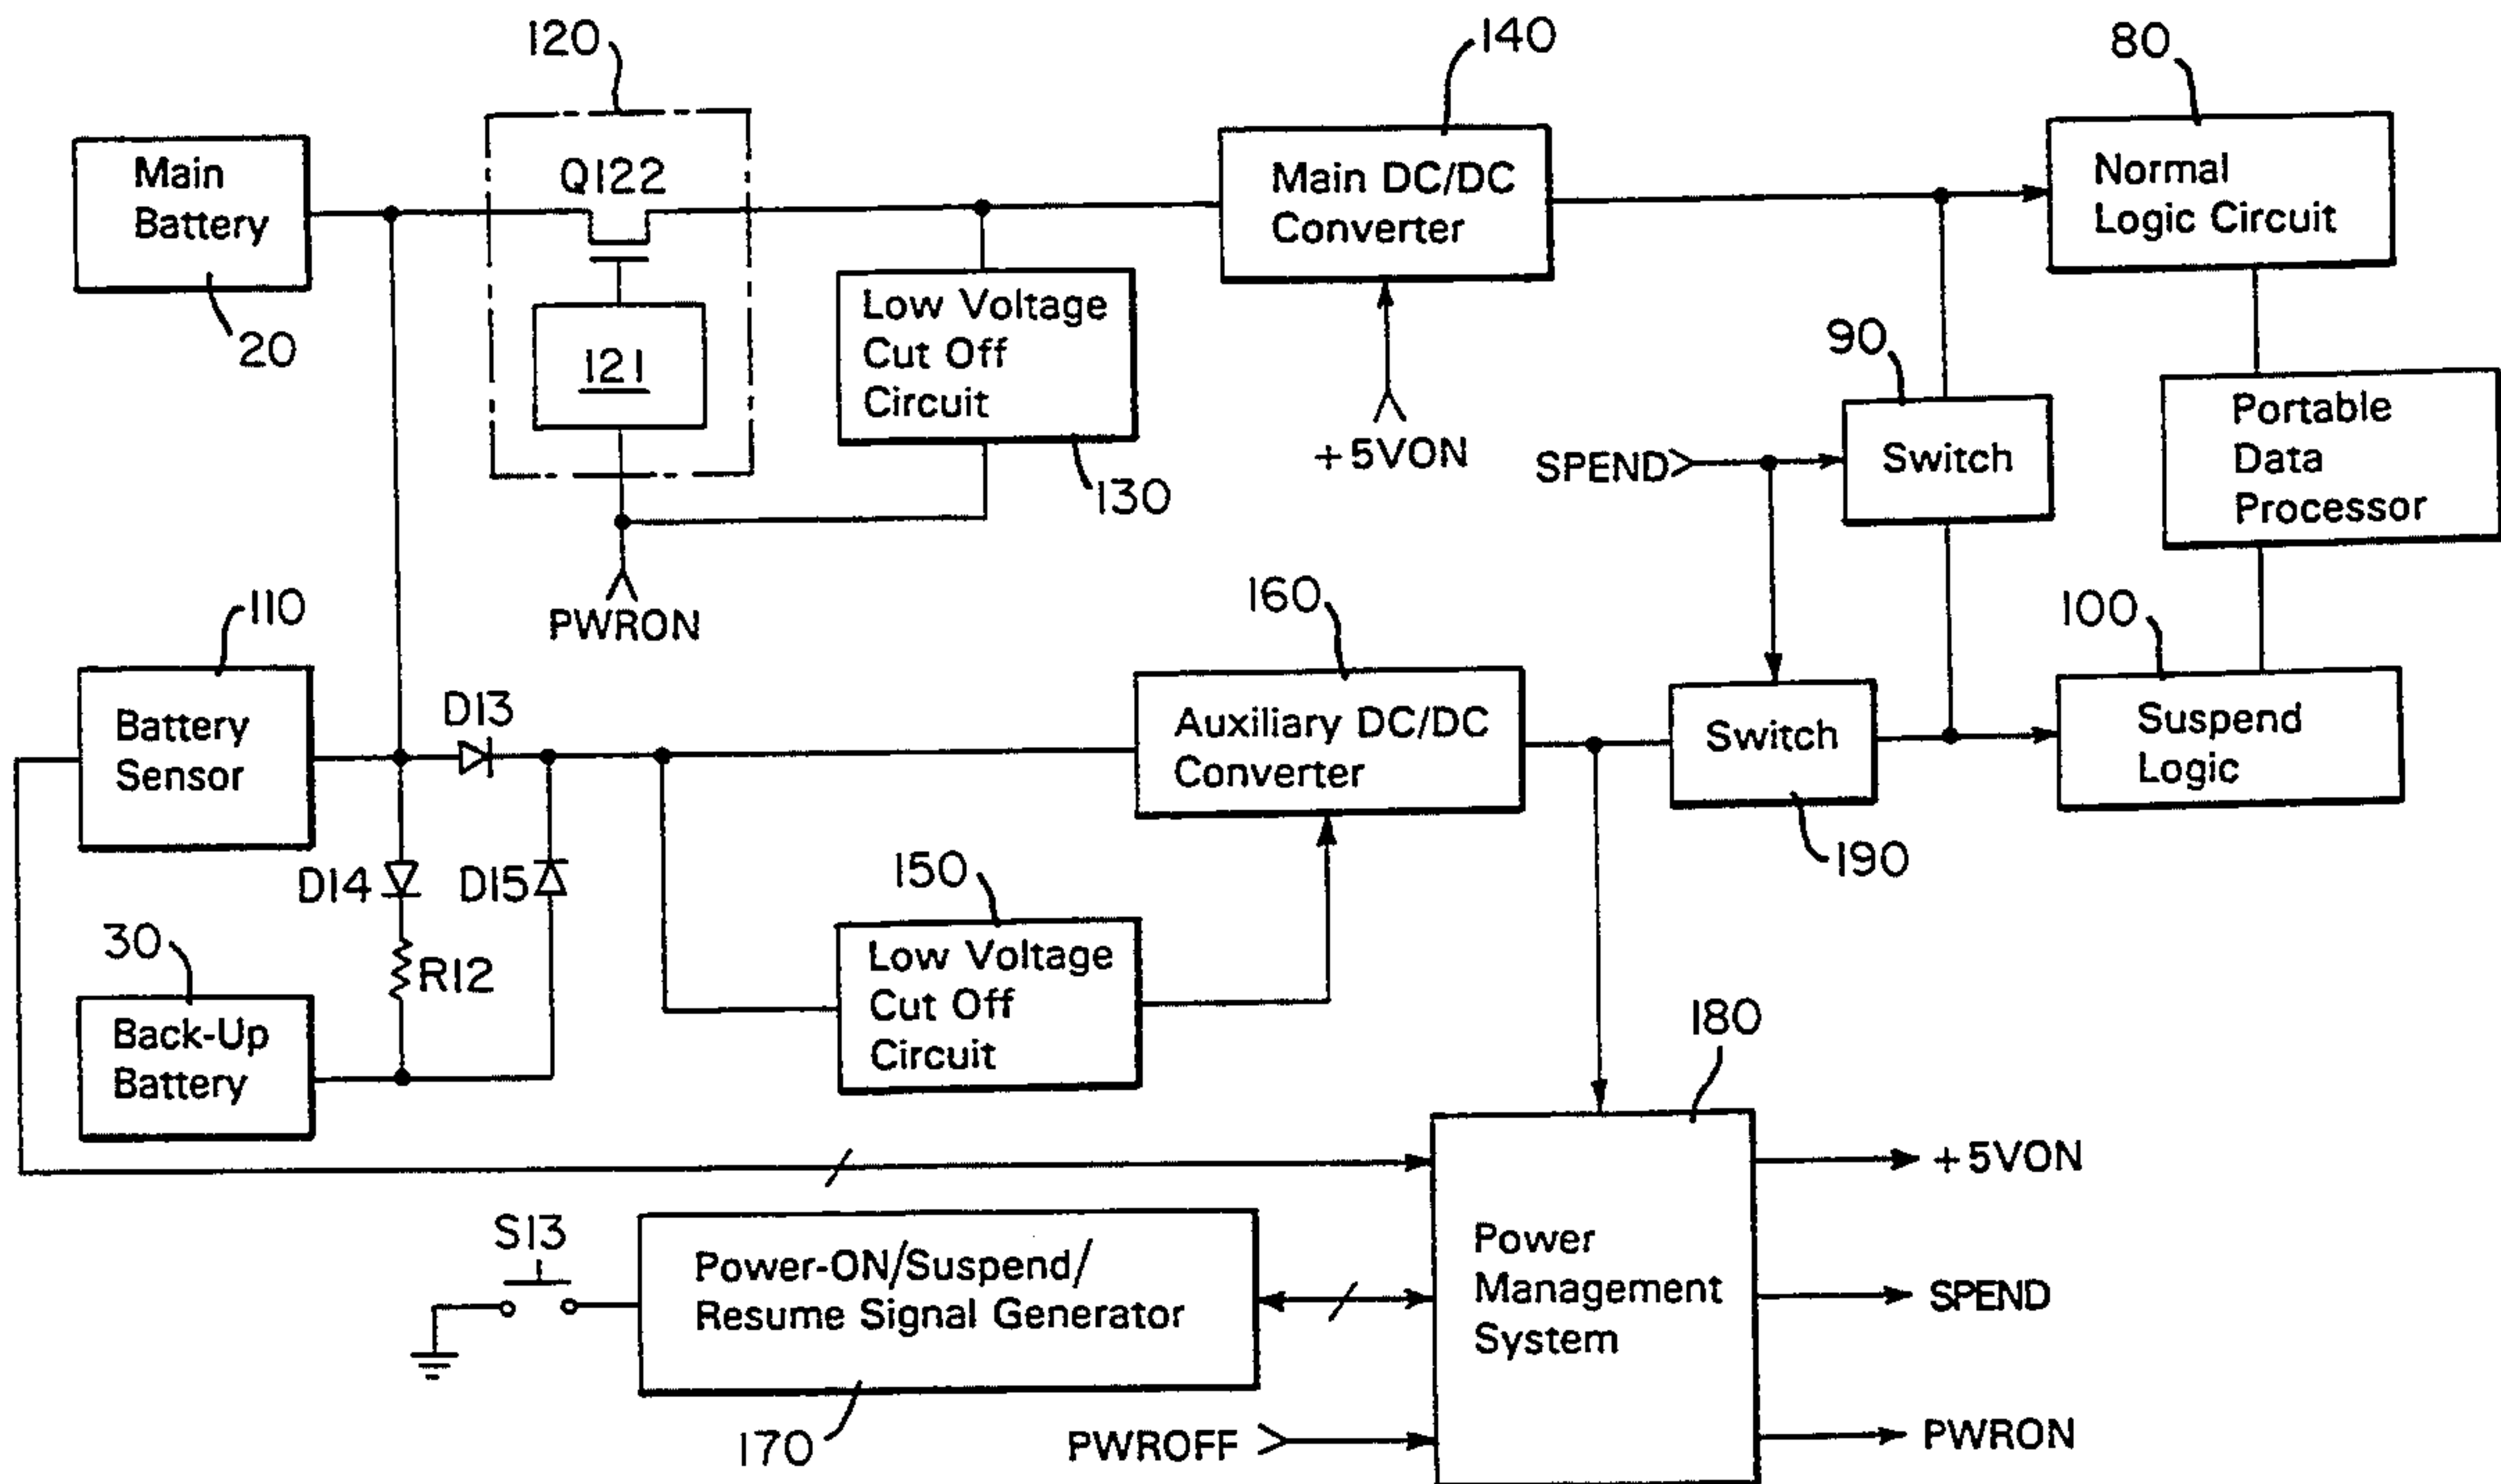 120
140
80
Main
Battery
Q122
Main DC/DC
Converter
Normal
Logic Circuit
20
121
Low Voltage
Cut Off
Circuit
90
+5VON
130
SPEND
Switch
Portable
Data
Processor
PWRON
110
160
100
Battery
Sensor
D13
Auxiliary DC/DC
Converter
Switch
Suspend
Logic
190
D14
D15
150
30
R12
Low Voltage
Cut Off
Circuit
Back-Up
Battery
180
+5VON
S13
Power-ON/Suspend/
Resume Signal Generator
Power
Management
System
SPEND
170
PWROFF
PWRON